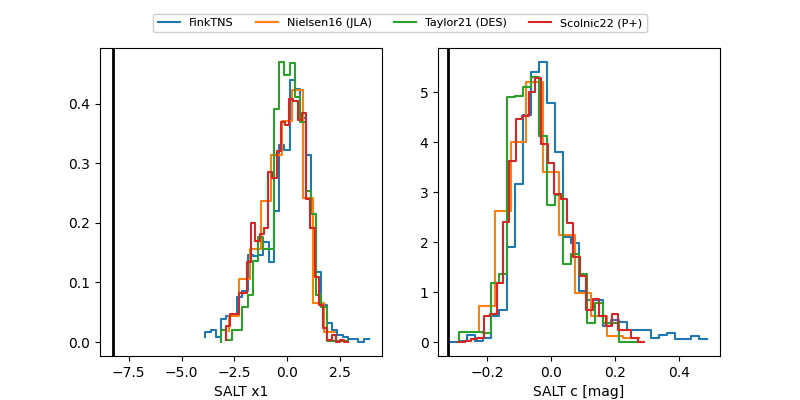 FinkTNS Nielsen16 (JLA) Taylor21 (DES) Scolnic22 (P+)
0.4
0.3
0.2
0.1
0.0
−7.5 −5.0 −2.5 0.0 2.5
SALT x1
5
4
3
2
1
0
−0.2 0.0 0.2 0.4
SALT c [mag]